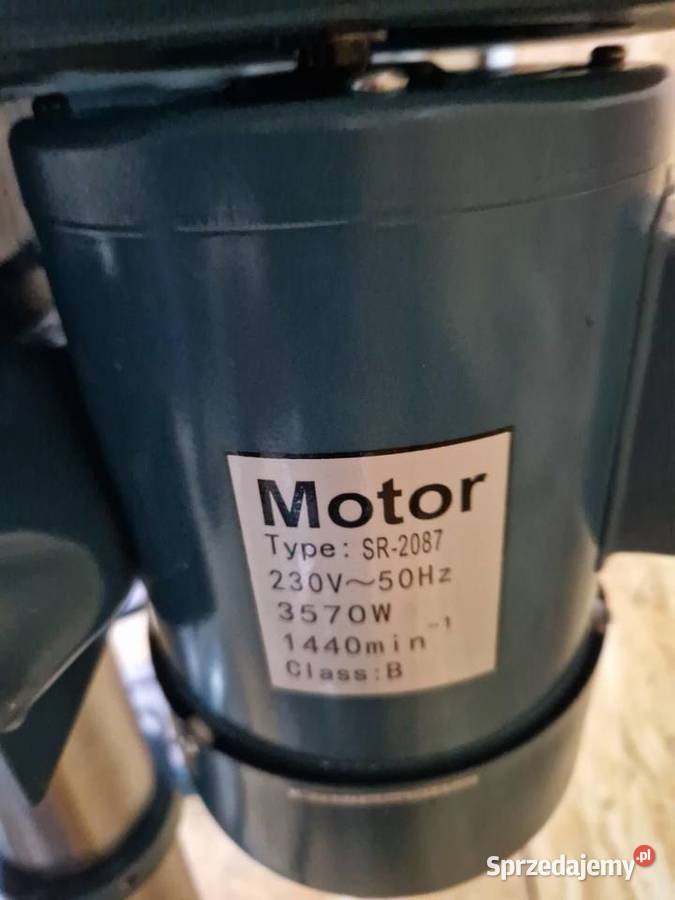 Motor
Type: SR-2087
230V~50Hz
3570W
1440min⁻¹
Class:B
Sprzedajemy.pl